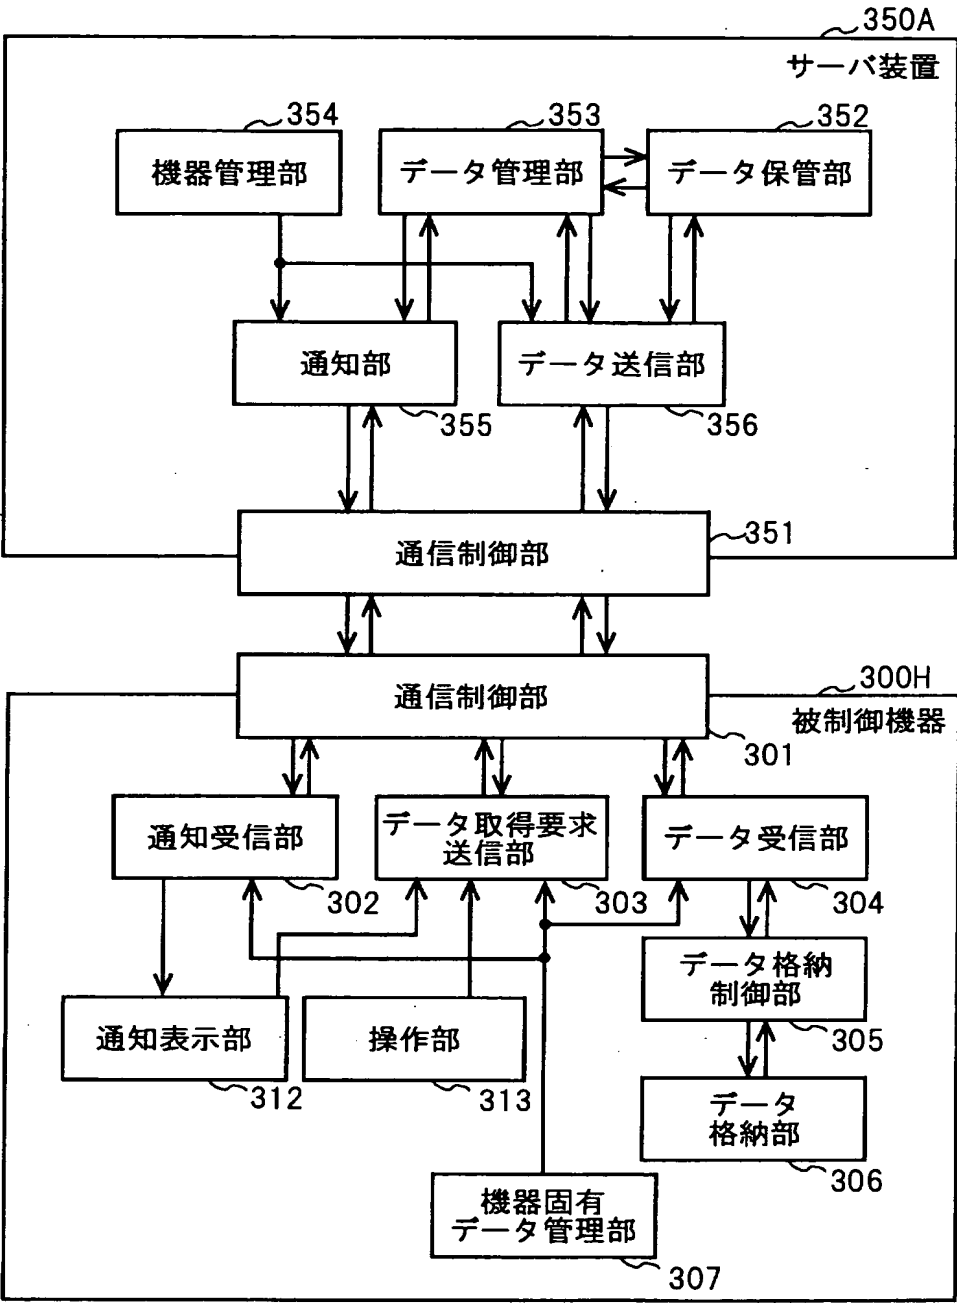 350A
サーバ装置
354
353
352
機器管理部
データ管理部
データ保管部
通知部
データ送信部
355
356
351
通信制御部
通信制御部
300H
被制御機器
301
通知受信部
データ取得要求
送信部
データ受信部
302
303
304
データ格納
制御部
305
通知表示部
操作部
312
313
データ
格納部
306
機器固有
データ管理部
307